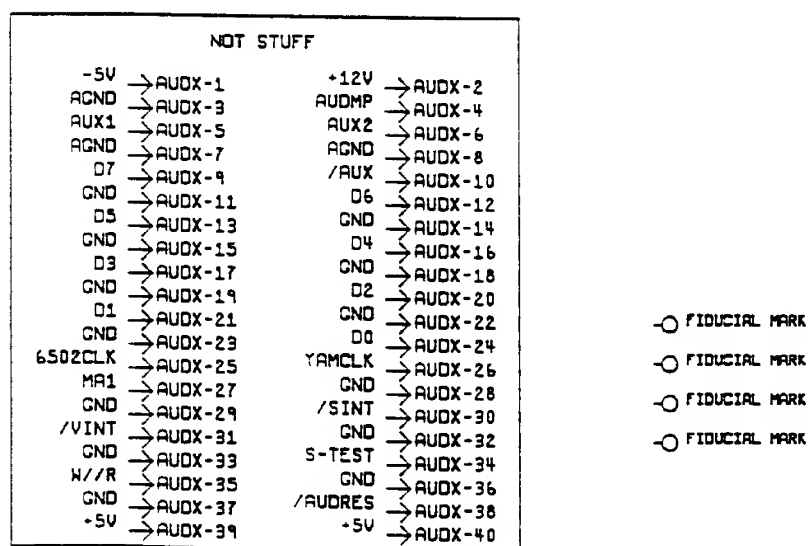 NOT STUFF
-5V AUDX-1 +12V AUDX-2
AGND AUDX-3 AUDMP AUDX-4
AUX1 AUDX-5 AUX2 AUDX-6
AGND AUDX-7 AGND AUDX-8
D7 AUDX-9 /AUX AUDX-10
GND AUDX-11 D6 AUDX-12
D5 AUDX-13 GND AUDX-14
GND AUDX-15 D4 AUDX-16
D3 AUDX-17 GND AUDX-18
GND AUDX-19 D2 AUDX-20
D1 AUDX-21 GND AUDX-22
GND AUDX-23 D0 AUDX-24
6502CLK AUDX-25 YAMCLK AUDX-26
MA1 AUDX-27 GND AUDX-28
GND AUDX-29 /SINT AUDX-30
/VINT AUDX-31 GND AUDX-32
GND AUDX-33 S-TEST AUDX-34
W//R AUDX-35 GND AUDX-36
GND AUDX-37 /AUDRES AUDX-38
+5V AUDX-39 +5V AUDX-40
FIDUCIAL MARK
FIDUCIAL MARK
FIDUCIAL MARK
FIDUCIAL MARK